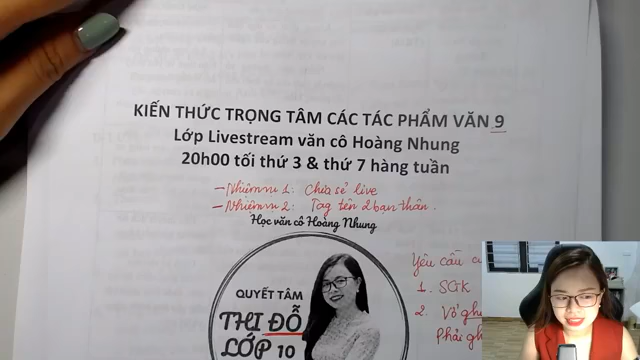 KIẾN THỨC TRỌNG TÂM CÁC TÁC PHẨM VĂN 9
Lớp Livestream văn cô Hoàng Nhung
20h00 tối thứ 3 & thứ 7 hàng tuần
- Nhiệm vụ 1: Chia sẻ live
- Nhiệm vụ 2: Tag tên 2 bạn thân.
Học văn cô Hoàng Nhung
QUYẾT TÂM
THI ĐỖ
LỚP 10
Yêu cầu
1. SGK
2. Vở
Phải